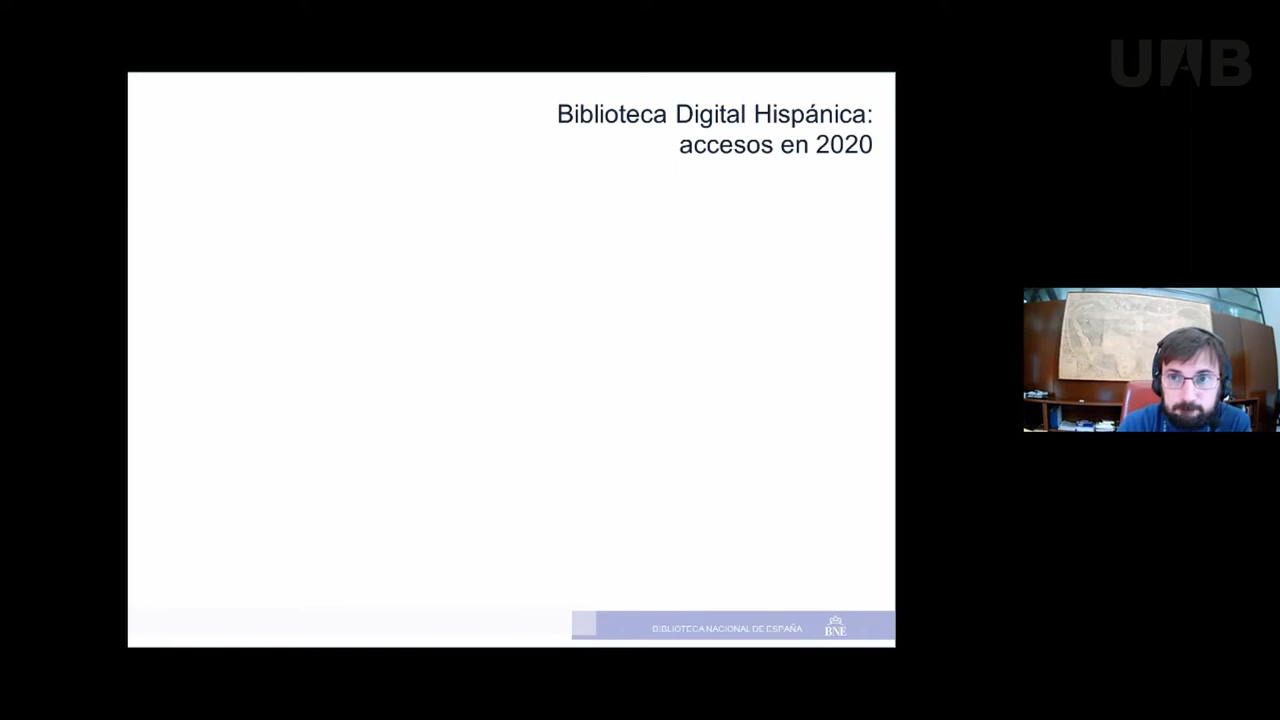 UAB
Biblioteca Digital Hispánica:
accesos en 2020
BIBLIOTECA NACIONAL DE ESPAÑA
BNE